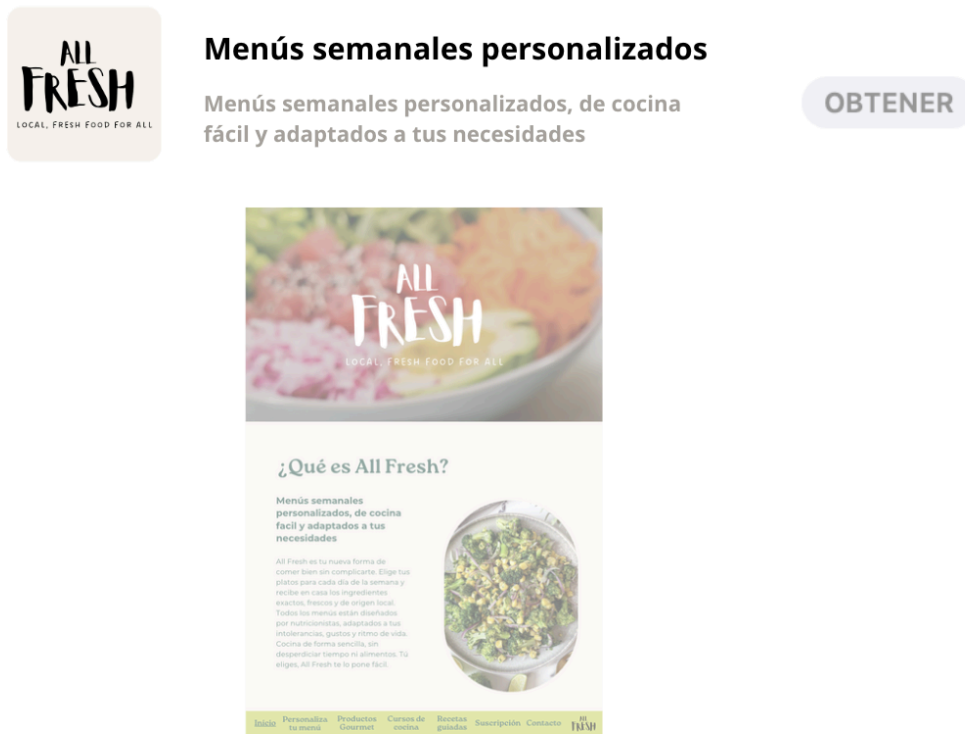 ALL
FRESH
LOCAL, FRESH FOOD FOR ALL
Menús semanales personalizados
Menús semanales personalizados, de cocina
fácil y adaptados a tus necesidades
OBTENER
ALL
FRESH
LOCAL, FRESH FOOD FOR ALL
¿Qué es All Fresh?
Menús semanales
personalizados, de cocina
facil y adaptados a tus
necesidades
All Fresh es tu nueva forma de
comer bien sin complicarte. Elige tus
platos para cada día de la semana y
recibe en casa los ingredientes
exactos, frescos y de origen local.
Todos los menús están diseñados
por nutricionistas, adaptados a tus
intolerancias, gustos y ritmo de vida.
Cocina de forma sencilla, sin
desperdiciar tiempo ni alimentos. Tú
eliges, All Fresh te lo pone fácil.
Inicio
Personaliza
tu menú
Productos
Gourmet
Cursos de
cocina
Recetas
guiadas
Suscripción
Contacto
ALL
FRESH